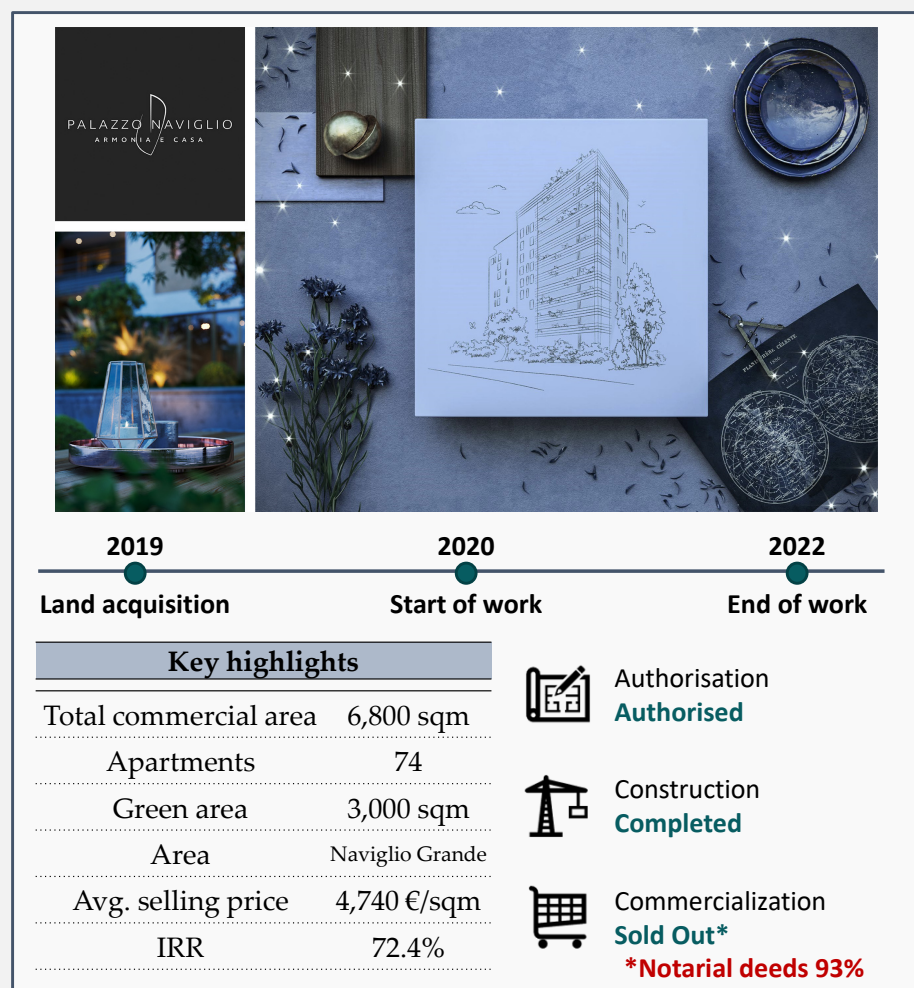 PALAZZO NAVIGLIO
ARMONIA E CASA
2019
2020
2022
Land acquisition
Start of work
End of work
Key highlights
Total commercial area 6,800 sqm
Apartments 74
Green area 3,000 sqm
Area Naviglio Grande
Avg. selling price 4,740 €/sqm
IRR 72.4%
Authorisation
Authorised
Construction
Completed
Commercialization
Sold Out*
*Notarial deeds 93%